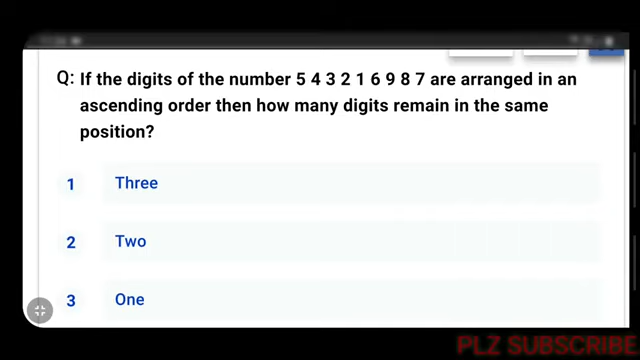 Q: If the digits of the number 5 4 3 2 1 6 9 8 7 are arranged in an
ascending order then how many digits remain in the same
position?
1 Three
2 Two
3 One
PLZ SUBSCRIBE